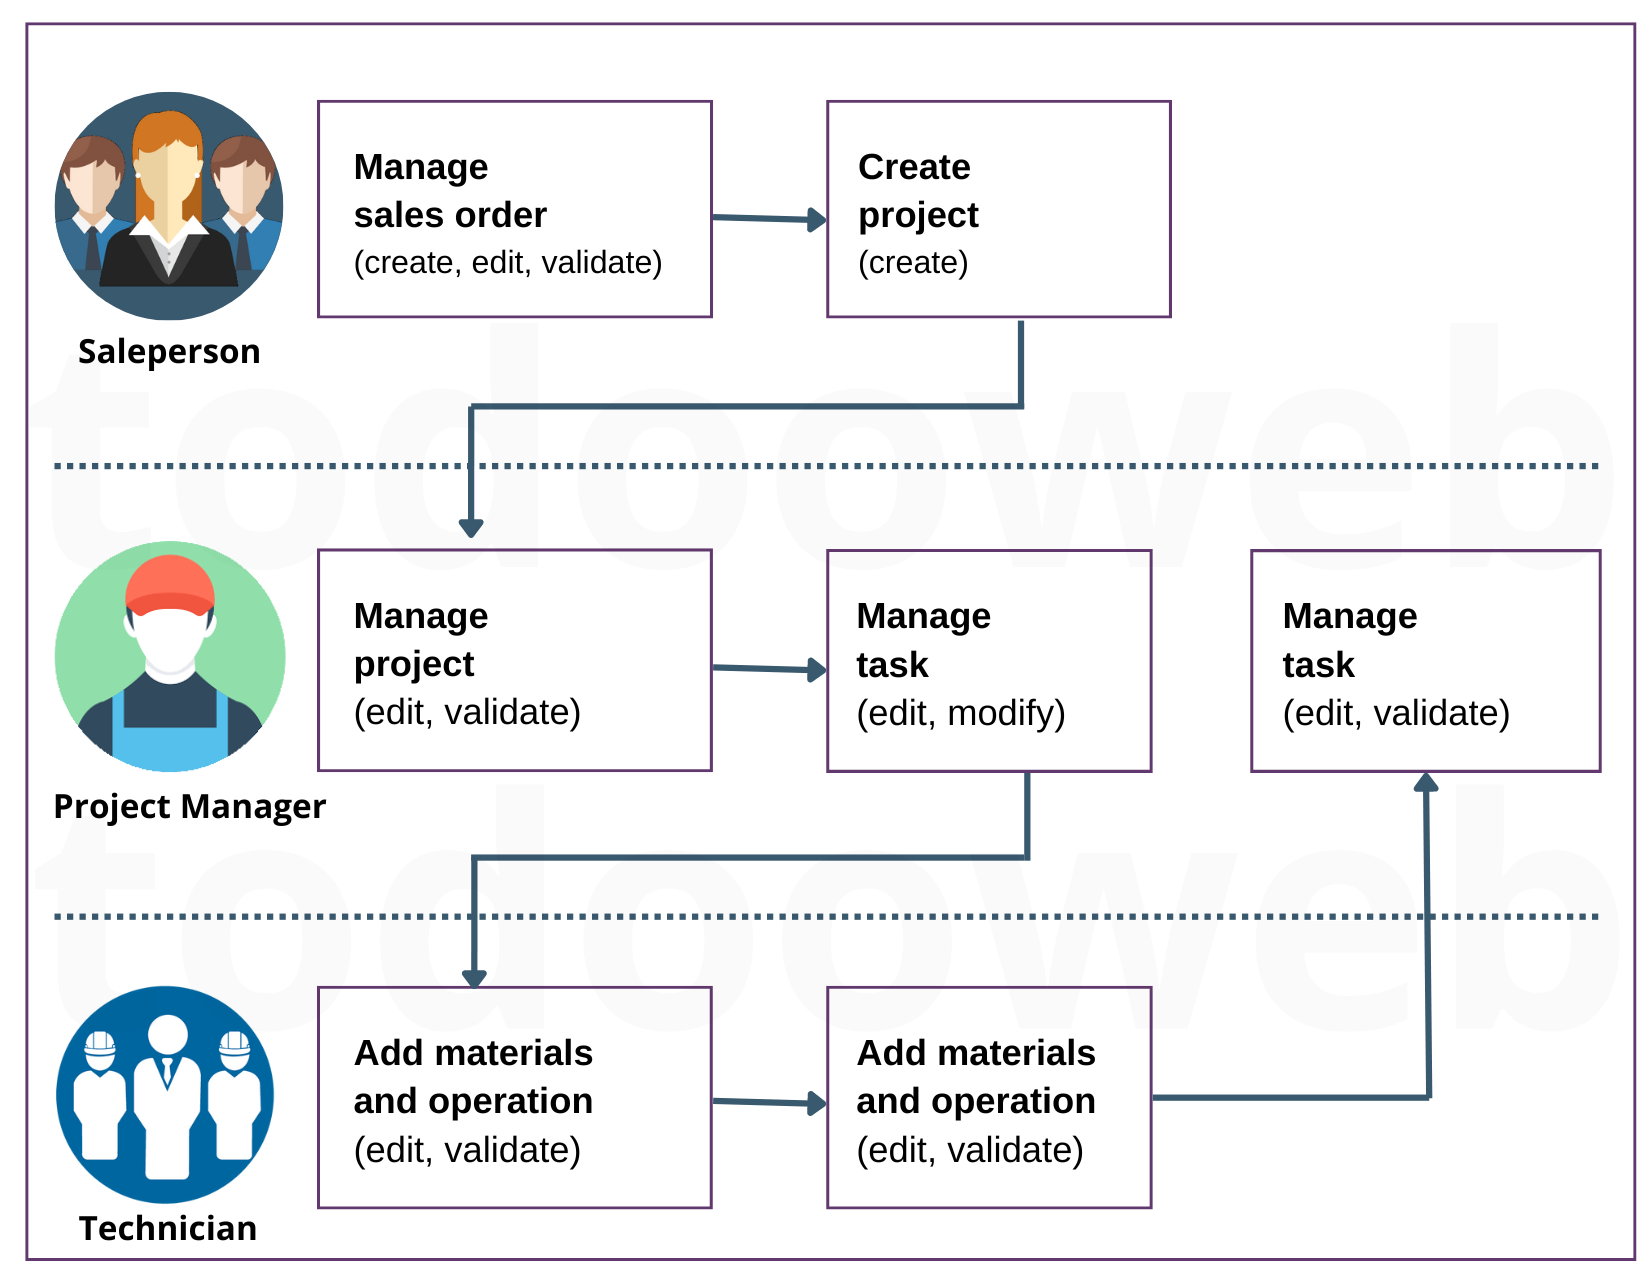 Manage
sales order
(create, edit, validate)
Create
project
(create)
Saleperson
Manage
project
(edit, validate)
Manage
task
(edit, modify)
Manage
task
(edit, validate)
Project Manager
Add materials
and operation
(edit, validate)
Add materials
and operation
(edit, validate)
Technician
todooweb
todooweb